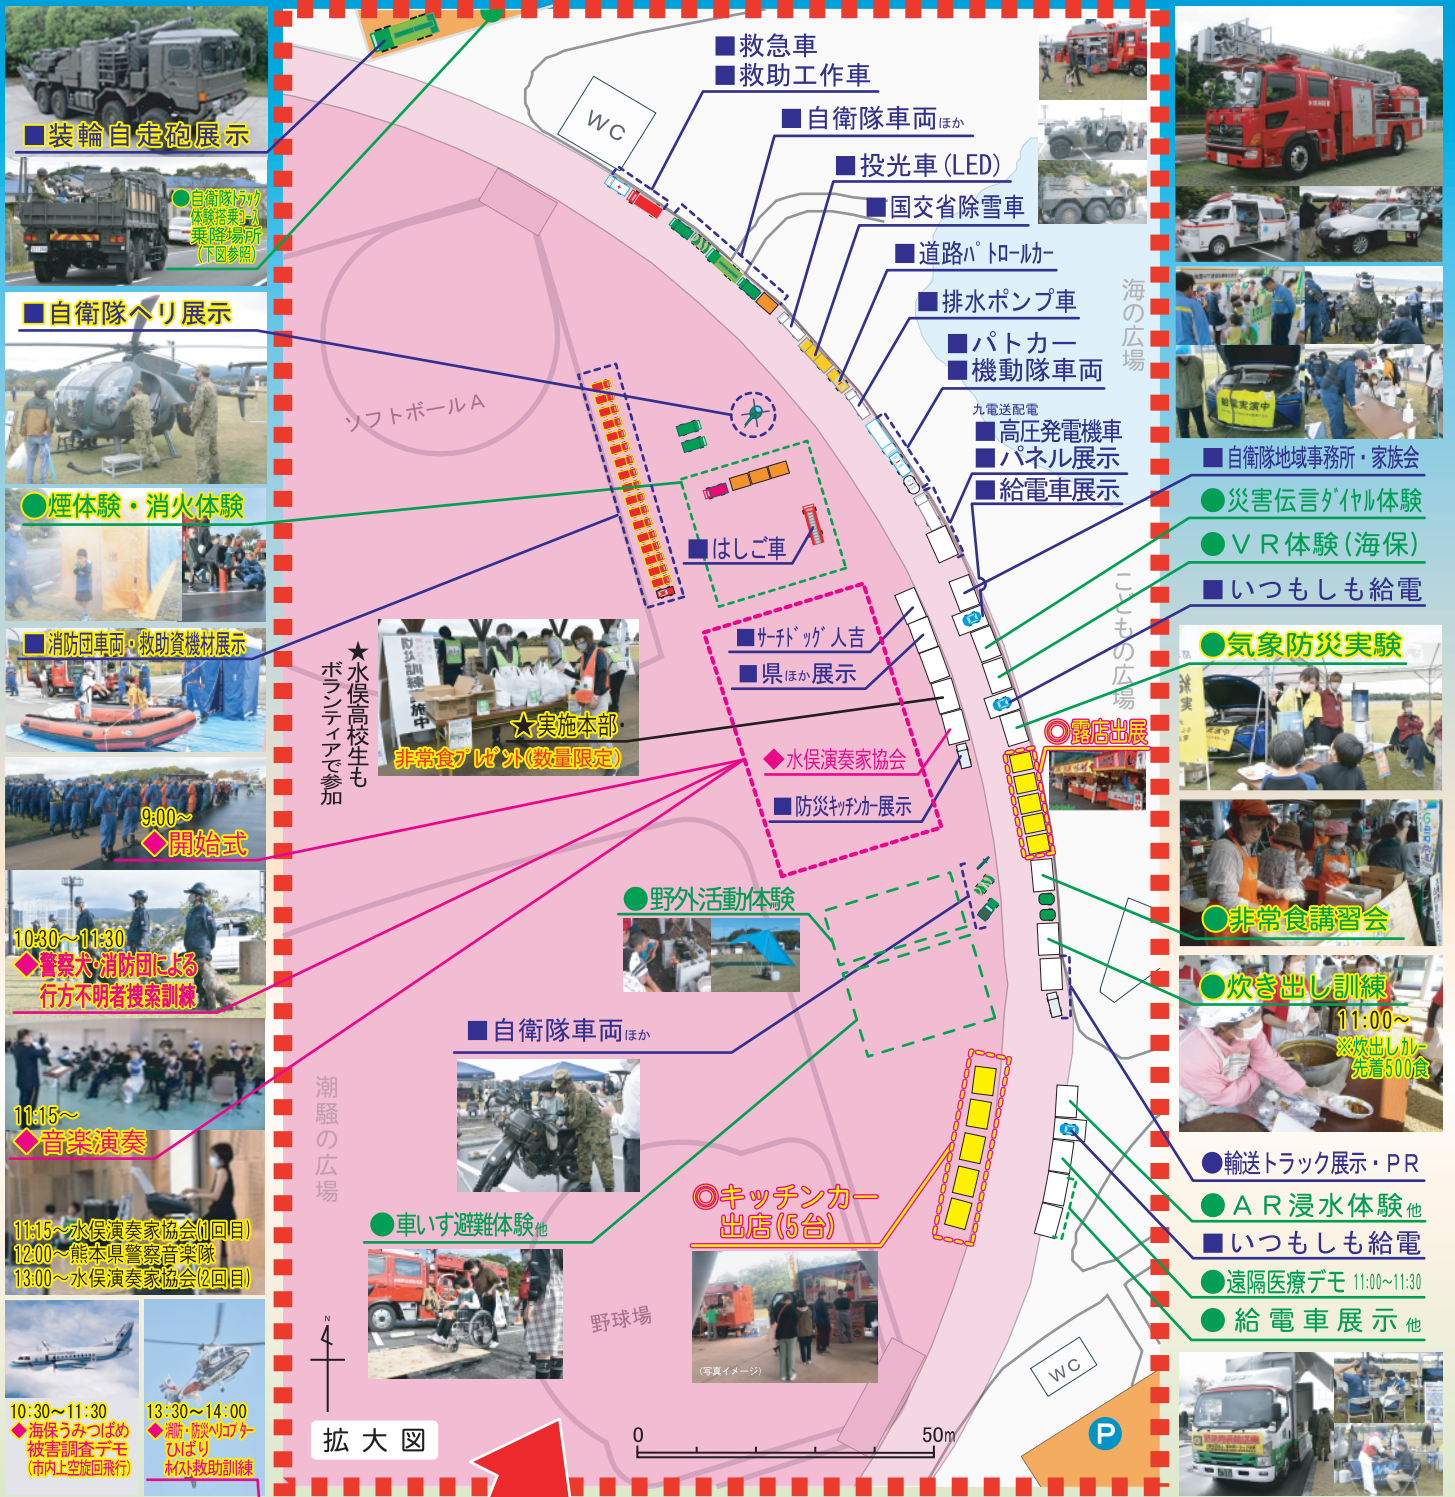 ■装輪自走砲展示
●自衛隊トラック
体験搭乗コース
乗降場所
(下図参照)
■自衛隊ヘリ展示
●煙体験・消火体験
■消防団車両・救助資機材展示
9:00～
◆開始式
10:30～11:30
◆警察犬・消防団による
行方不明者捜索訓練
11:15～
◆音楽演奏
11:15～水俣演奏家協会(1回目)
12:00～熊本県警察音楽隊
13:00～水俣演奏家協会(2回目)
10:30～11:30
◆海保うみつばめ
被害調査デモ
(市内上空旋回飛行)
13:30～14:00
◆消防・防災ヘリコプター
ひばり
ホイスト救助訓練
■救急車
■救助工作車
WC
■自衛隊車両ほか
■投光車(LED)
■国交省除雪車
■道路パトロールカー
■排水ポンプ車
■パトカー
■機動隊車両
九電送配電
■高圧発電機車
■パネル展示
■給電車展示
海の広場
こどもの広場
ソフトボールA
■はしご車
■サーチドッグ人吉
■県ほか展示
★水俣高校生も
ボランティアで参加
防災訓練実施中
★実施本部
非常食プレゼント(数量限定)
◆水俣演奏家協会
■防災キッチンカー展示
◎露店出展
●野外活動体験
■自衛隊車両ほか
潮騒の広場
●車いす避難体験他
◎キッチンカー
出店(5台)
(写真イメージ)
野球場
N
拡大図
0
50m
WC
P
給電実演中
■自衛隊地域事務所・家族会
●災害伝言ダイヤル体験
●VR体験(海保)
■いつもしも給電
●気象防災実験
●非常食講習会
●炊き出し訓練
11:00～
※炊出しカレー
先着500食
●輸送トラック展示・PR
●AR浸水体験他
■いつもしも給電
●遠隔医療デモ 11:00～11:30
●給電車展示他